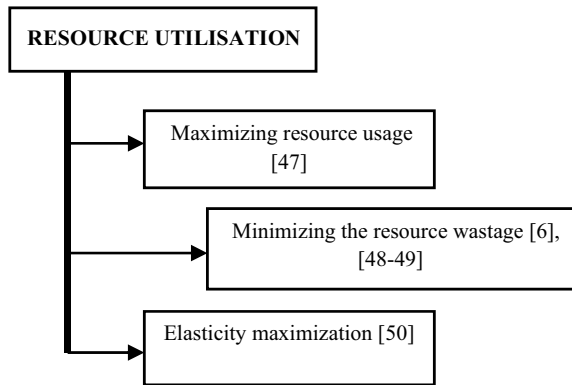 RESOURCE UTILISATION
Maximizing resource usage
[47]
Minimizing the resource wastage [6],
[48-49]
Elasticity maximization [50]